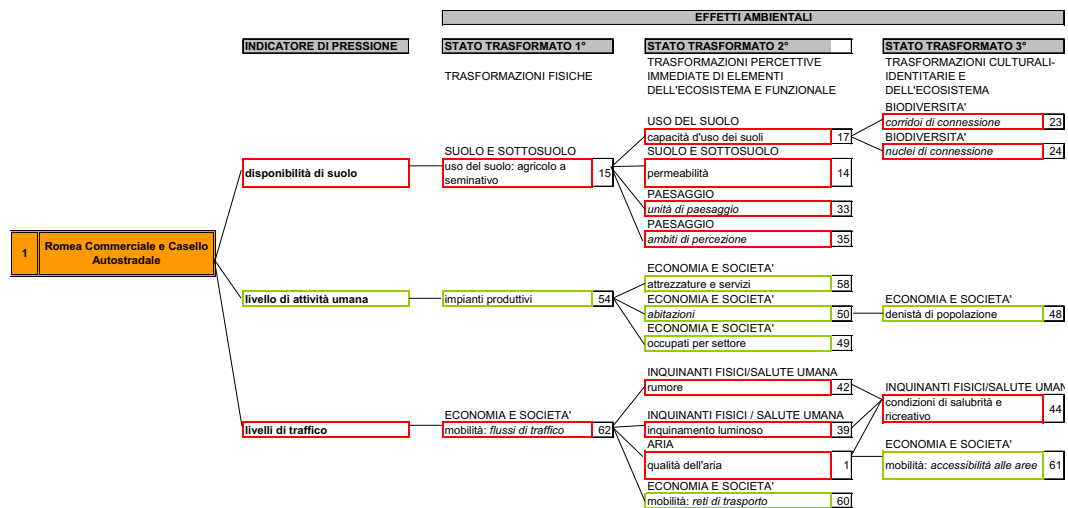 EFFETTI AMBIENTALI
INDICATORE DI PRESSIONE
STATO TRASFORMATO 1°
STATO TRASFORMATO 2°
STATO TRASFORMATO 3°
TRASFORMAZIONI FISICHE
TRASFORMAZIONI PERCETTIVE
IMMEDIATE DI ELEMENTI
DELL'ECOSISTEMA E FUNZIONALE
TRASFORMAZIONI CULTURALI-
IDENTITARIE E
DELL'ECOSISTEMA
1
Romea Commerciale e Casello
Autostradale
disponibilità di suolo
SUOLO E SOTTOSUOLO
uso del suolo: agricolo a
seminativo
15
USO DEL SUOLO
capacità d'uso dei suoli 17
SUOLO E SOTTOSUOLO
permeabilità 14
PAESAGGIO
unità di paesaggio 33
PAESAGGIO
ambiti di percezione 35
BIODIVERSITA'
corridoi di connessione 23
BIODIVERSITA'
nuclei di connessione 24
livello di attività umana
impianti produttivi 54
ECONOMIA E SOCIETA'
attrezzature e servizi 58
ECONOMIA E SOCIETA'
abitazioni 50
ECONOMIA E SOCIETA'
occupati per settore 49
ECONOMIA E SOCIETA'
denistà di popolazione 48
livelli di traffico
ECONOMIA E SOCIETA'
mobilità: flussi di traffico 62
INQUINANTI FISICI/SALUTE UMANA
rumore 42
INQUINANTI FISICI / SALUTE UMANA
inquinamento luminoso 39
ARIA
qualità dell'aria 1
ECONOMIA E SOCIETA'
mobilità: reti di trasporto 60
INQUINANTI FISICI/SALUTE UMAN
condizioni di salubrità e
ricreativo
44
ECONOMIA E SOCIETA'
mobilità: accessibilità alle aree 61